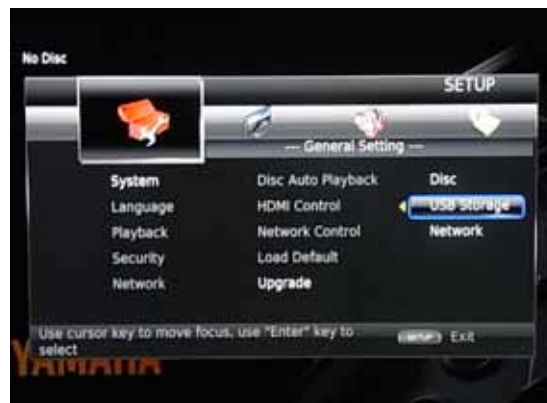 No Disc
SETUP
--- General Setting ---
System Disc Auto Playback Disc
Language HDMI Control USB Storage
Playback Network Control Network
Security Load Default
Network Upgrade
Use cursor key to move focus, use "Enter" key to
select
SETUP Exit
YAMAHA